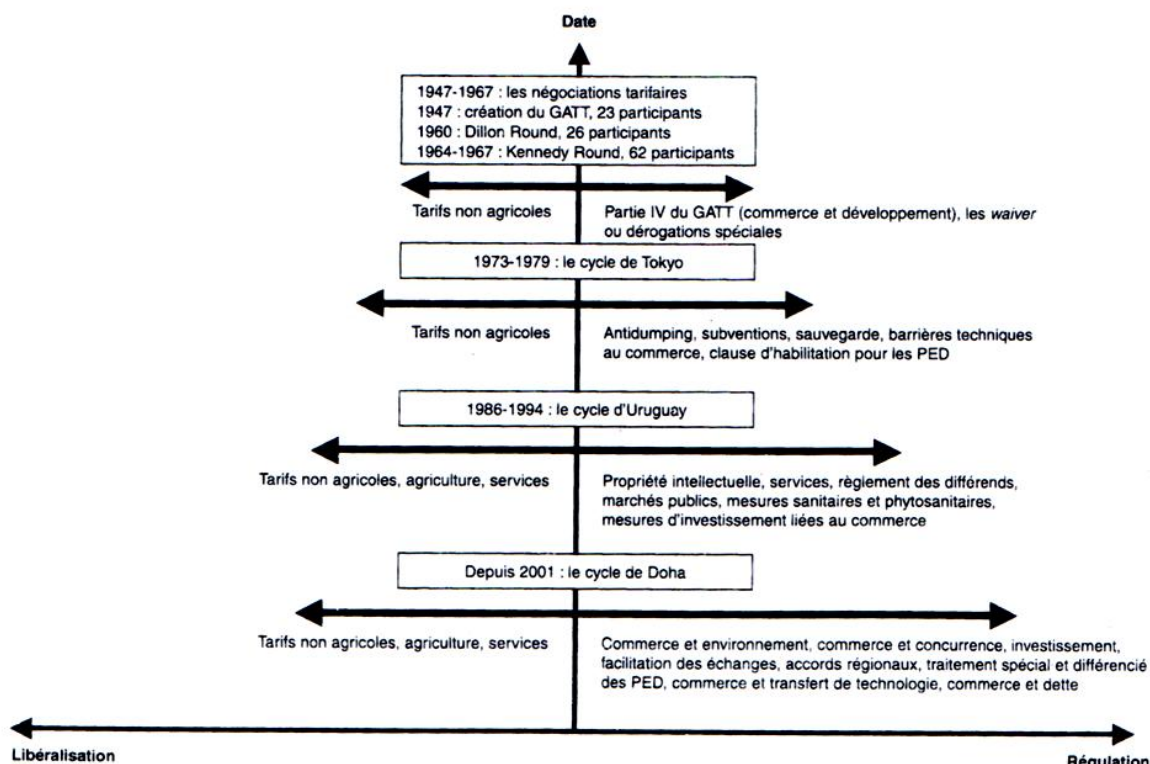 Date
1947-1967 : les négociations tarifaires
1947 : création du GATT, 23 participants
1960 : Dillon Round, 26 participants
1964-1967 : Kennedy Round, 62 participants
Tarifs non agricoles
Partie IV du GATT (commerce et développement), les waiver
ou dérogations spéciales
1973-1979 : le cycle de Tokyo
Tarifs non agricoles
Antidumping, subventions, sauvegarde, barrières techniques
au commerce, clause d'habilitation pour les PED
1986-1994 : le cycle d'Uruguay
Tarifs non agricoles, agriculture, services
Propriété intellectuelle, services, règlement des différends,
marchés publics, mesures sanitaires et phytosanitaires,
mesures d'investissement liées au commerce
Depuis 2001 : le cycle de Doha
Tarifs non agricoles, agriculture, services
Commerce et environnement, commerce et concurrence, investissement,
facilitation des échanges, accords régionaux, traitement spécial et différencié
des PED, commerce et transfert de technologie, commerce et dette
Libéralisation
Régulation